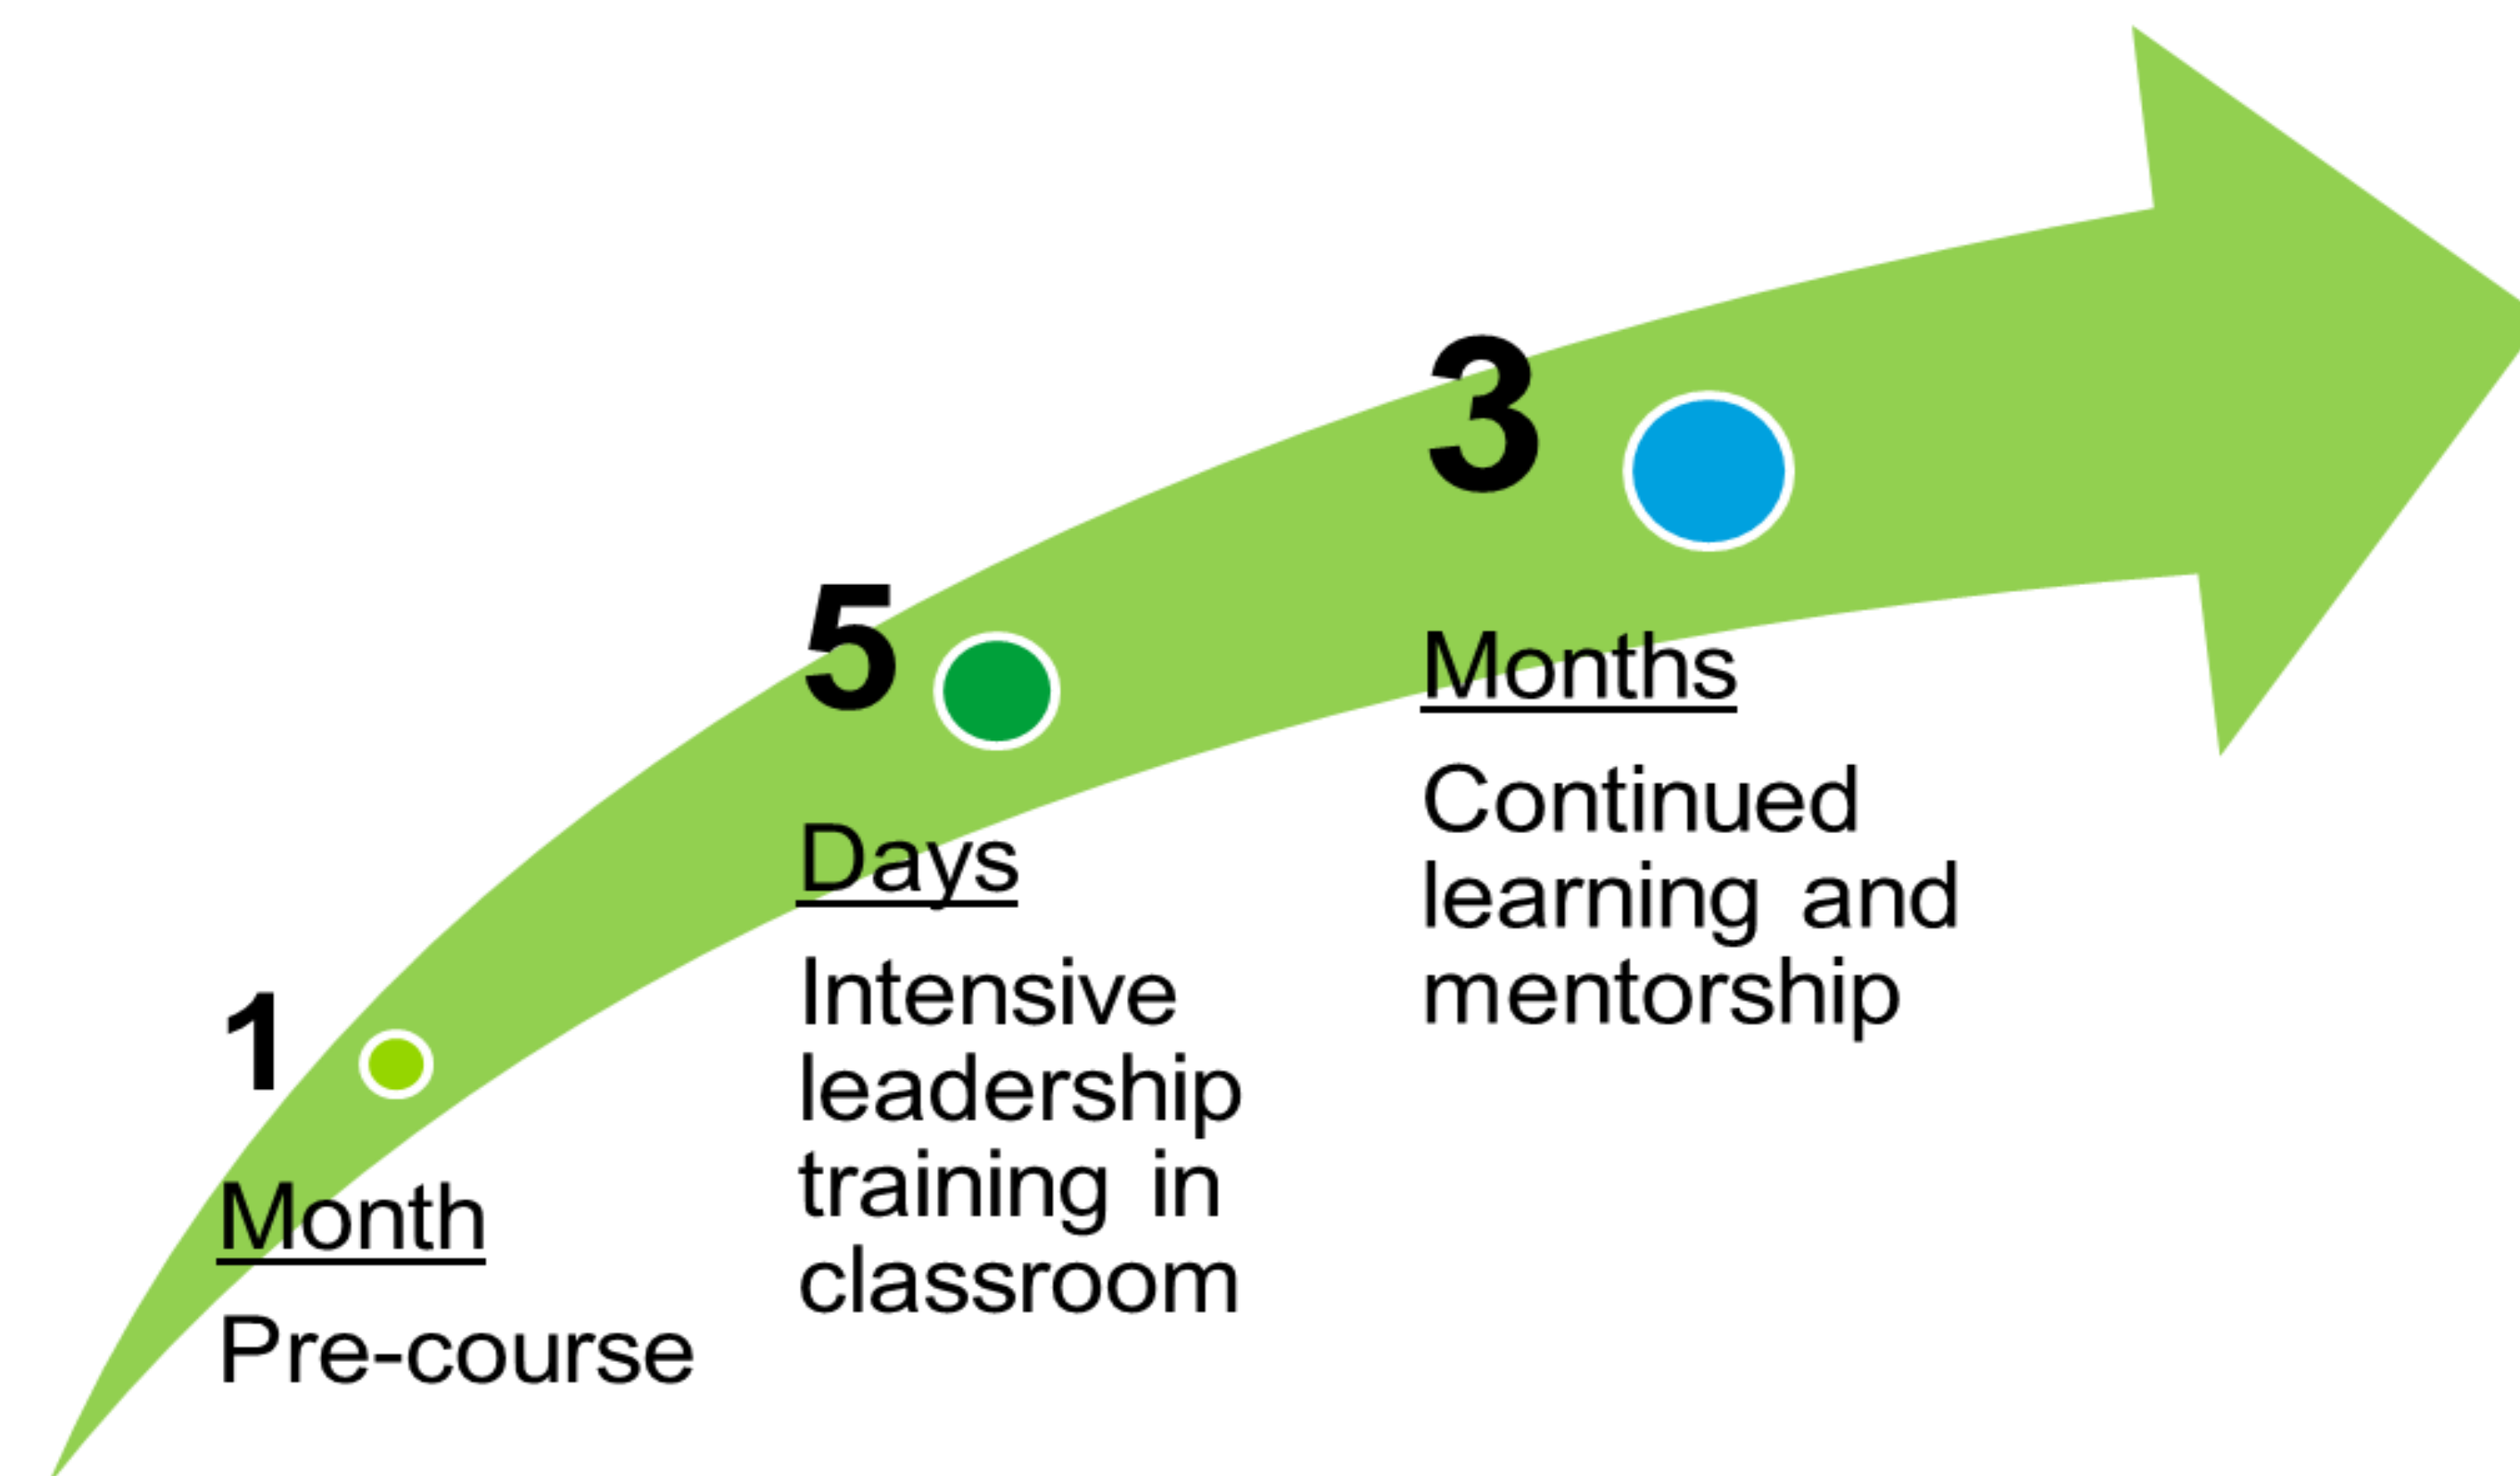 1
Month
Pre-course
5
Days
Intensive
leadership
training in
classroom
3
Months
Continued
learning and
mentorship